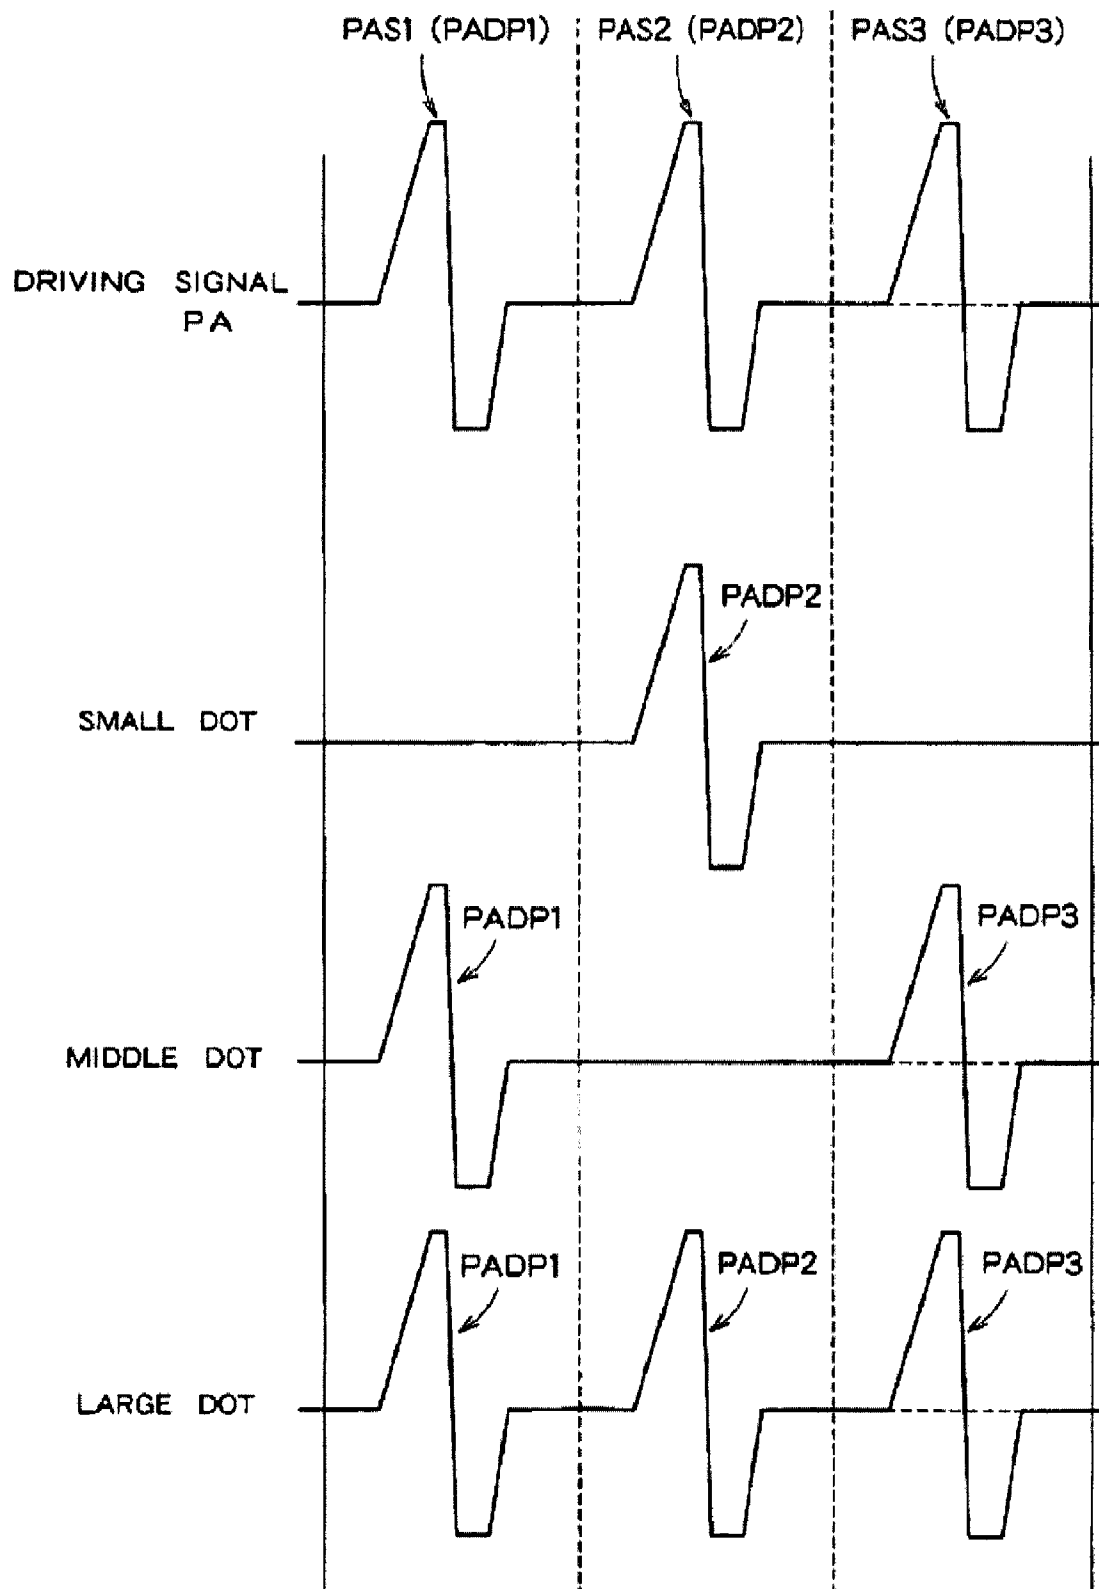 PAS1 (PADP1)
PAS2 (PADP2)
PAS3 (PADP3)
DRIVING SIGNAL
PA
PADP2
SMALL DOT
PADP1
PADP3
MIDDLE DOT
PADP1
PADP2
PADP3
LARGE DOT